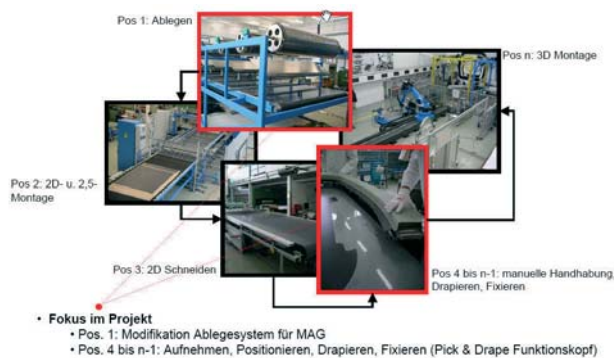 Pos 1: Ablegen
Pos n: 3D Montage
Pos 2: 2D- u. 2,5-
Montage
Pos 3: 2D Schneiden
Pos 4 bis n-1: manuelle Handhabung,
Drapieren, Fixieren
• Fokus im Projekt
• Pos. 1: Modifikation Ablegesystem für MAG
• Pos. 4 bis n-1: Aufnehmen, Positionieren, Drapieren, Fixieren (Pick & Drape Funktionskopf)